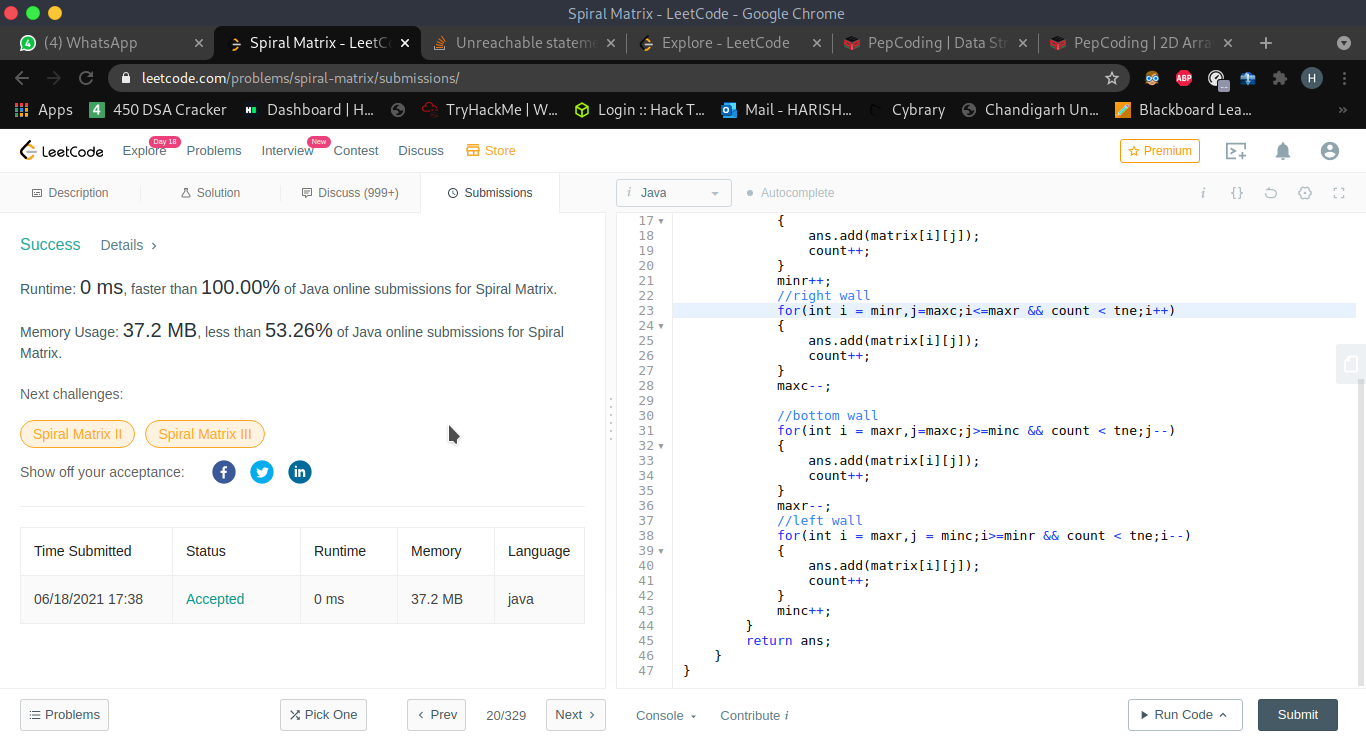 Spiral Matrix - LeetCode - Google Chrome
(4) WhatsApp
Spiral Matrix - LeetCo
Unreachable stateme
Explore - LeetCode
PepCoding | Data Str
PepCoding | 2D Arra
leetcode.com/problems/spiral-matrix/submissions/
ABP
H
Apps
4 450 DSA Cracker
Dashboard | H...
TryHackMe | W...
Login :: Hack T...
Mail - HARISH...
Cybrary
Chandigarh Un...
Blackboard Lea...
»
LeetCode
Explore
Day 18
Problems
Interview
New
Contest
Discuss
Store
Premium
Description
Solution
Discuss (999+)
Submissions
i Java
Autocomplete
i
{}
Success
Details >
Runtime: 0 ms, faster than 100.00% of Java online submissions for Spiral Matrix.
Memory Usage: 37.2 MB, less than 53.26% of Java online submissions for Spiral
Matrix.
Next challenges:
Spiral Matrix II
Spiral Matrix III
Show off your acceptance:
Time Submitted Status Runtime Memory Language
06/18/2021 17:38 Accepted 0 ms 37.2 MB java
17 {
18 ans.add(matrix[i][j]);
19 count++;
20 }
21 minr++;
22 //right wall
23 for(int i = minr,j=maxc;i<=maxr && count < tne;i++)
24 {
25 ans.add(matrix[i][j]);
26 count++;
27 }
28 maxc--;
29
30 //bottom wall
31 for(int i = maxr,j=maxc;j>=minc && count < tne;j--)
32 {
33 ans.add(matrix[i][j]);
34 count++;
35 }
36 maxr--;
37 //left wall
38 for(int i = maxr,j = minc;i>=minr && count < tne;i--)
39 {
40 ans.add(matrix[i][j]);
41 count++;
42 }
43 minc++;
44 }
45 return ans;
46 }
47 }
Problems
Pick One
< Prev
20/329
Next >
Console
Contribute i
Run Code
Submit